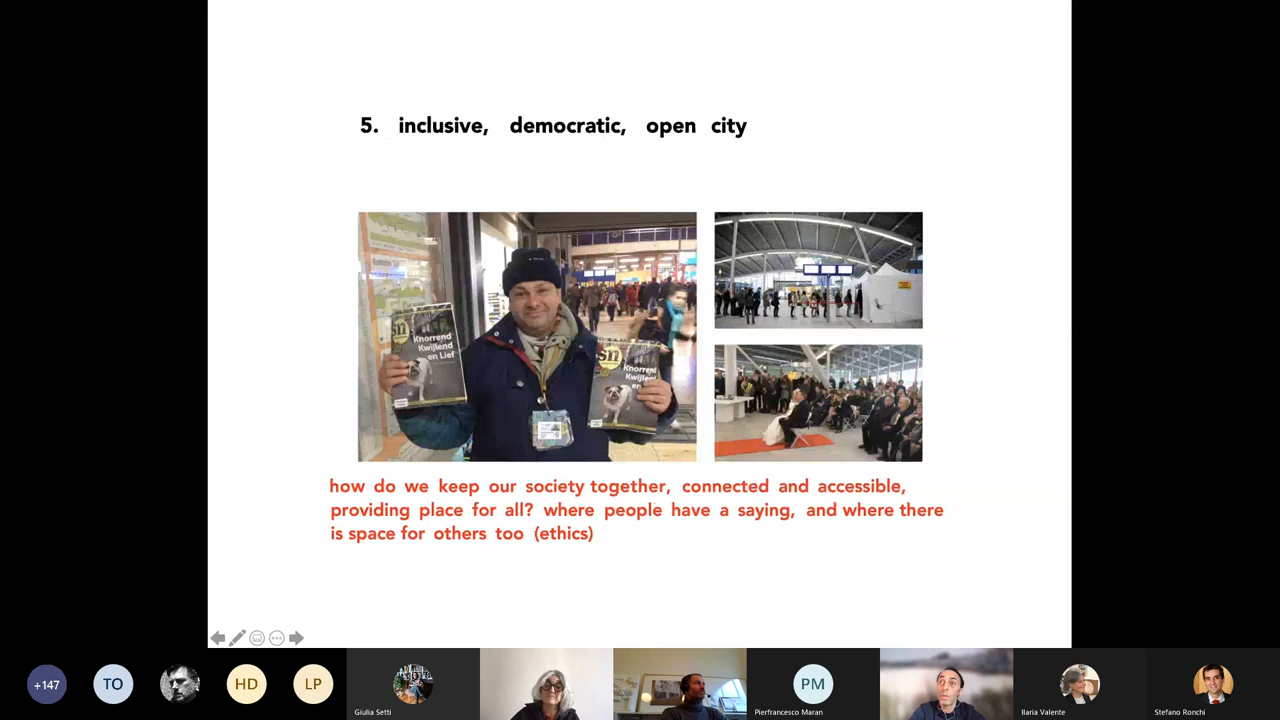 5. inclusive, democratic, open city
sn
Knorrend
Kwijlend
en Lief
sn
Knorrend
how do we keep our society together, connected and accessible,
providing place for all? where people have a saying, and where there
is space for others too (ethics)
+147
TO
HD
LP
PM
Giulia Setti
Pierfrancesco Maran
Ilaria Valente
Stefano Ronchi